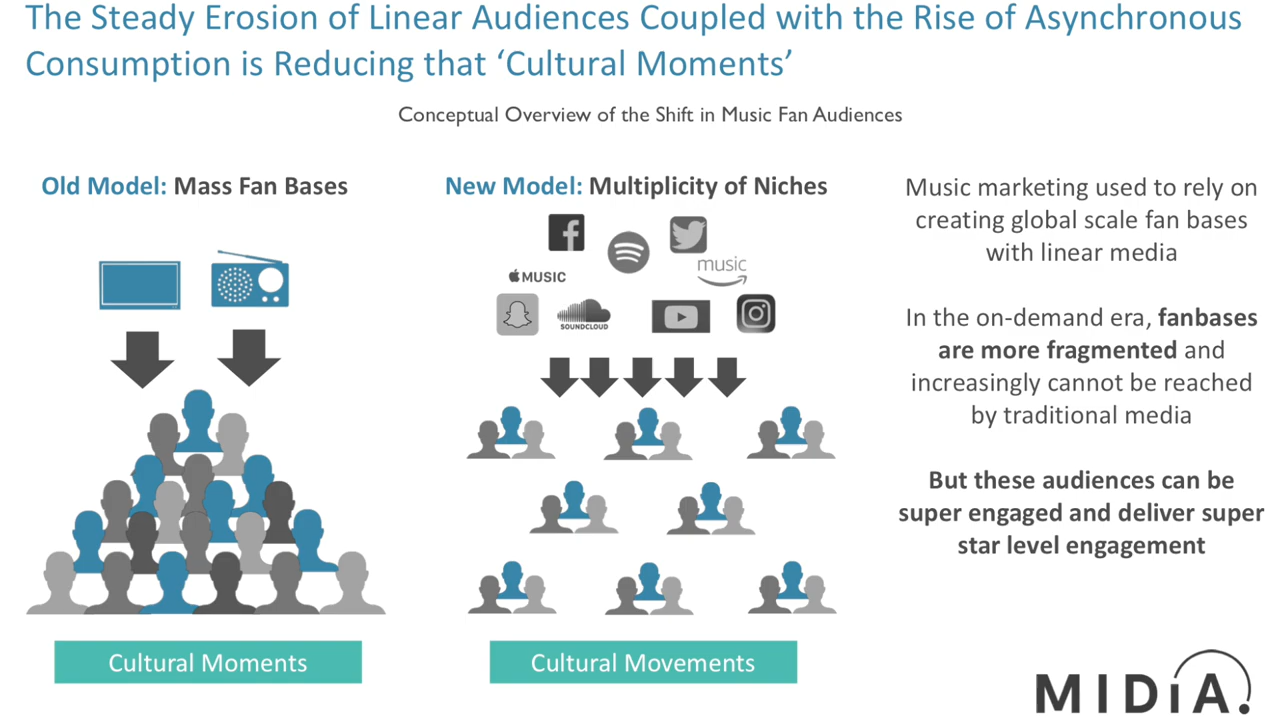 The Steady Erosion of Linear Audiences Coupled with the Rise of Asynchronous
Consumption is Reducing that ‘Cultural Moments’
Conceptual Overview of the Shift in Music Fan Audiences
Old Model: Mass Fan Bases
New Model: Multiplicity of Niches
MUSIC
music
SOUNDCLOUD
Cultural Moments
Cultural Movements
Music marketing used to rely on
creating global scale fan bases
with linear media
In the on-demand era, fanbases
are more fragmented and
increasingly cannot be reached
by traditional media
But these audiences can be
super engaged and deliver super
star level engagement
MIDiA.